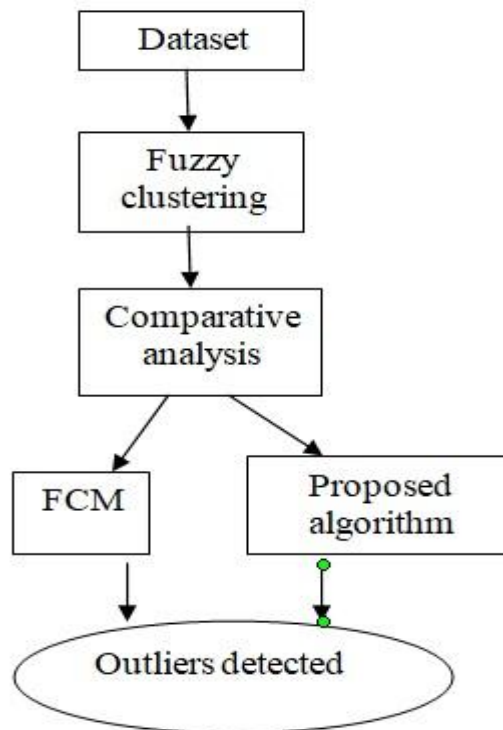 Dataset
Fuzzy
clustering
Comparative
analysis
FCM
Proposed
algorithm
Outliers detected